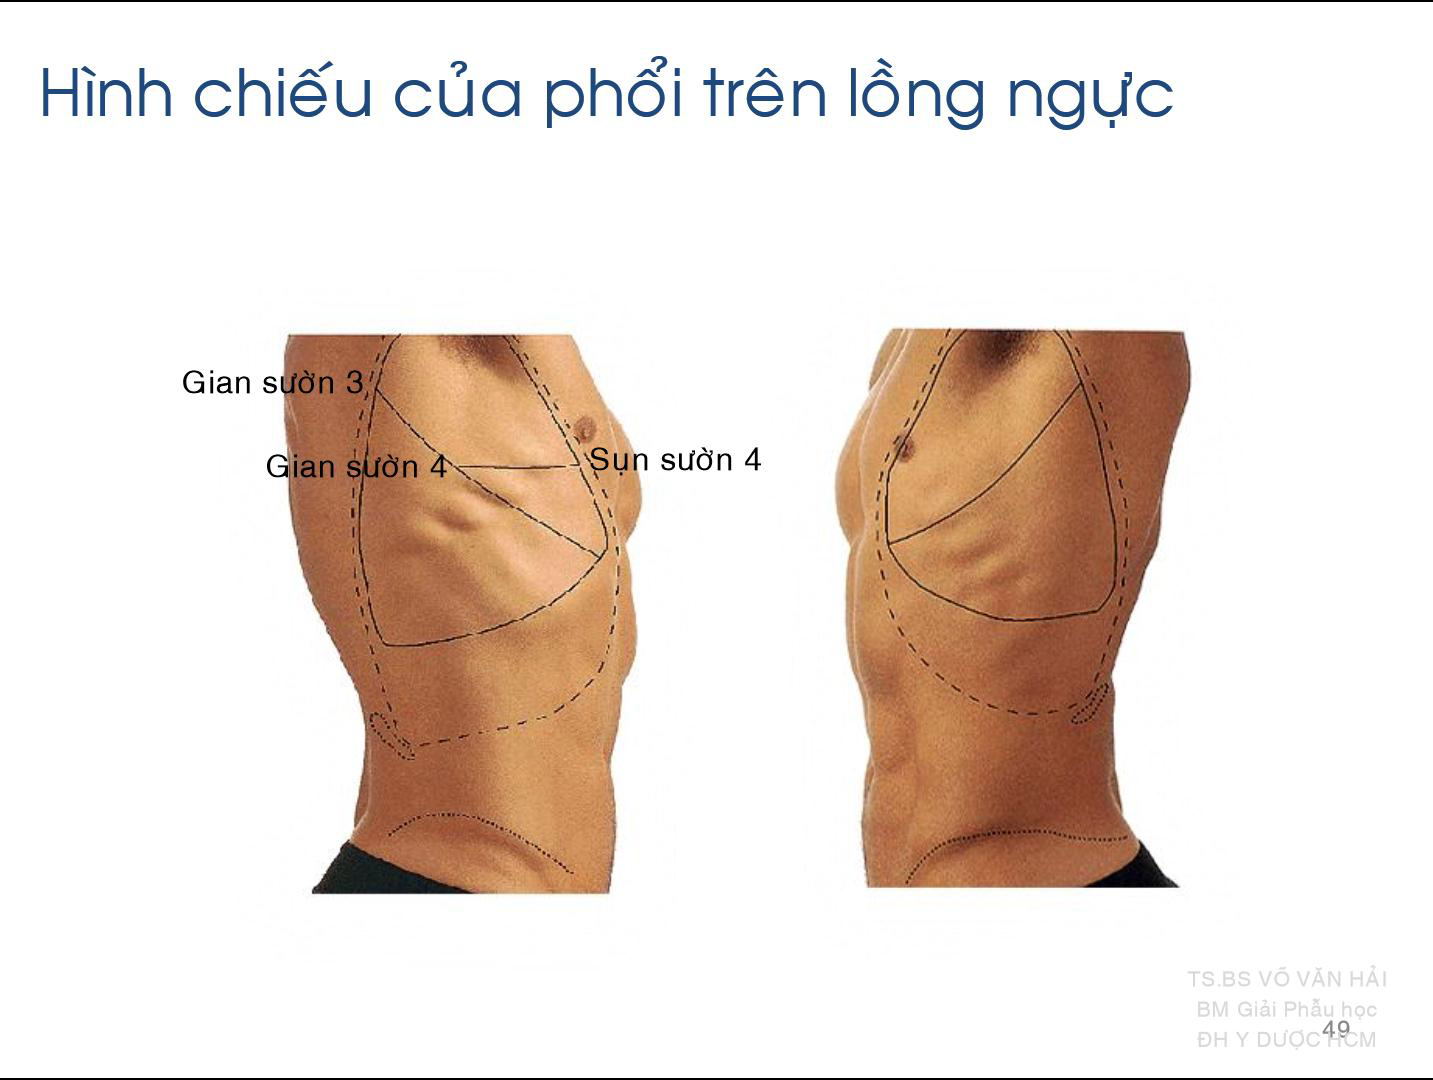 Hình chiếu của phổi trên lồng ngực
Gian sườn 3
Gian sườn 4
Sụn sườn 4
TS.BS VÕ VĂN HẢI
BM Giải Phẫu học
49
ĐH Y DƯỢC HCM